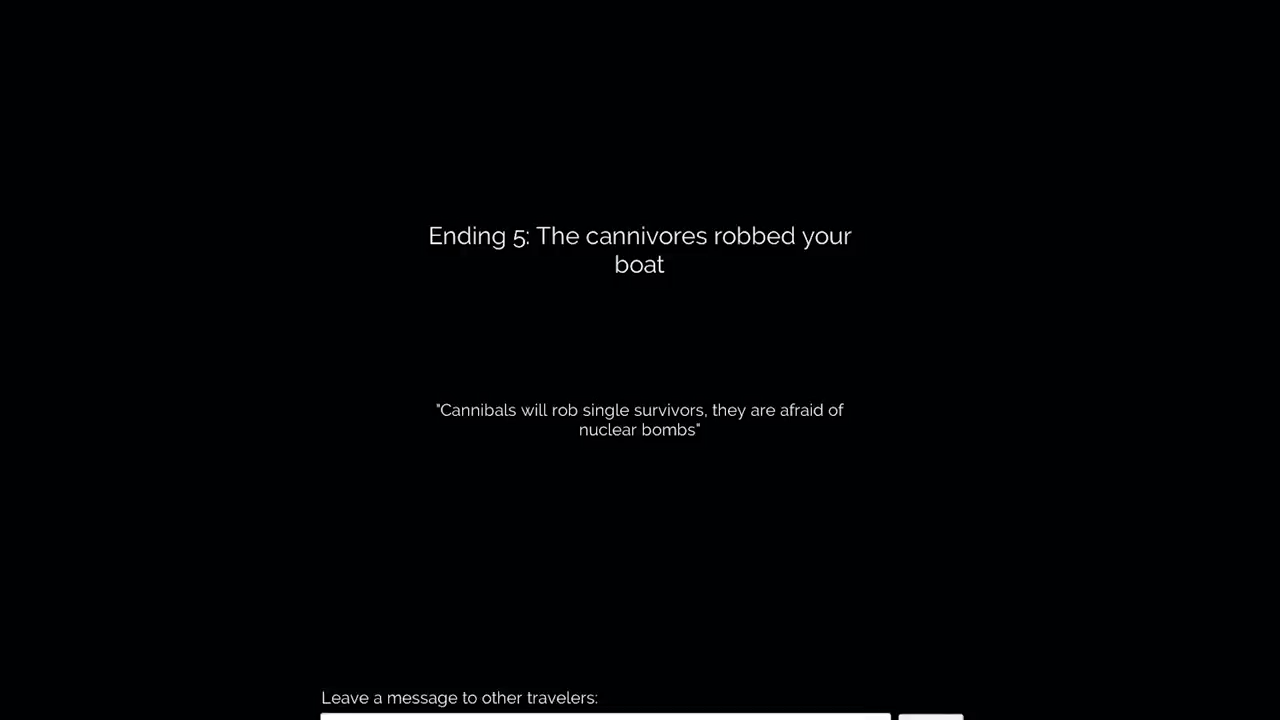 Ending 5: The cannivores robbed your
boat
"Cannibals will rob single survivors, they are afraid of
nuclear bombs"
Leave a message to other travelers: